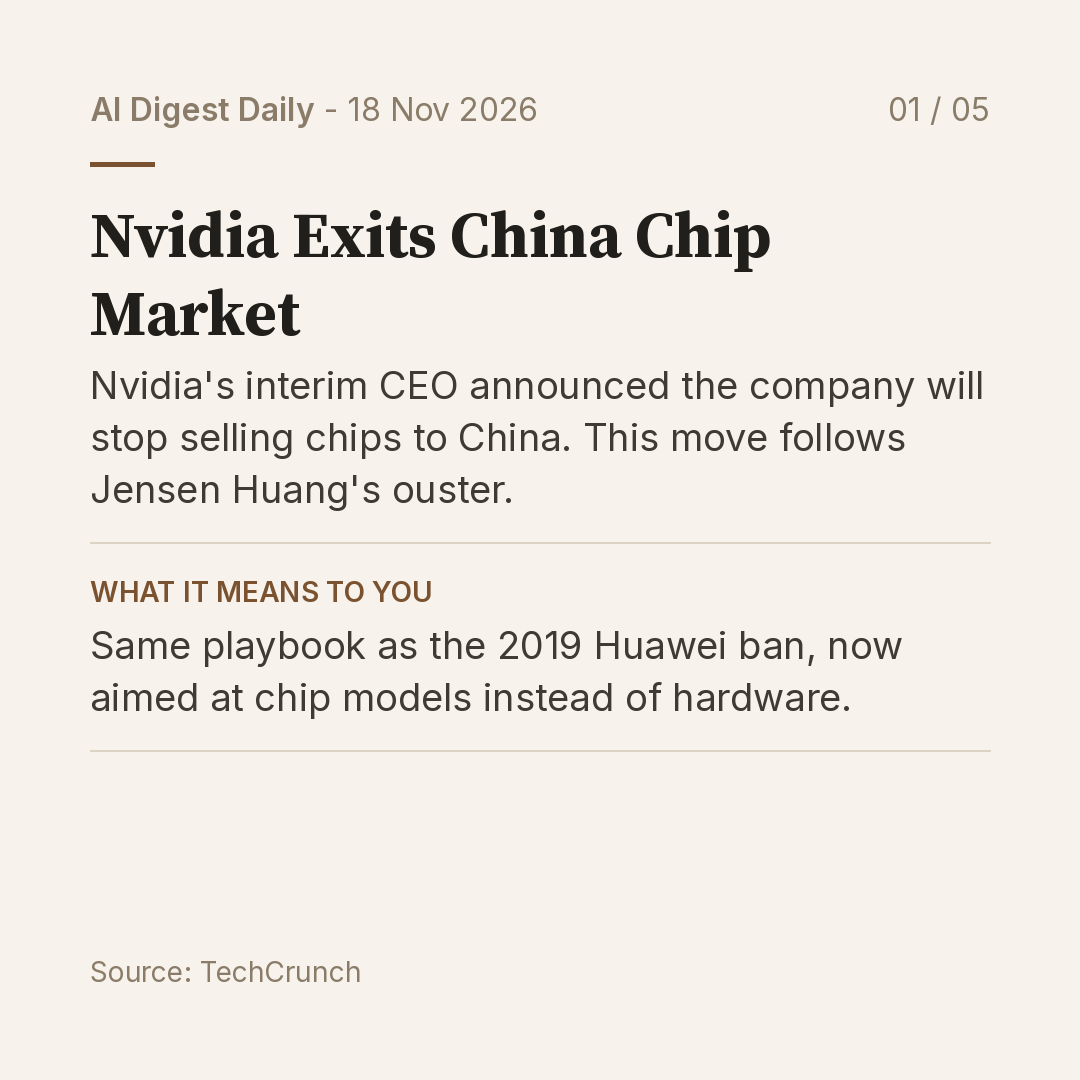 AI Digest Daily - 18 Nov 2026
01 / 05
Nvidia Exits China Chip
Market
Nvidia's interim CEO announced the company will
stop selling chips to China. This move follows
Jensen Huang's ouster.
WHAT IT MEANS TO YOU
Same playbook as the 2019 Huawei ban, now
aimed at chip models instead of hardware.
Source: TechCrunch